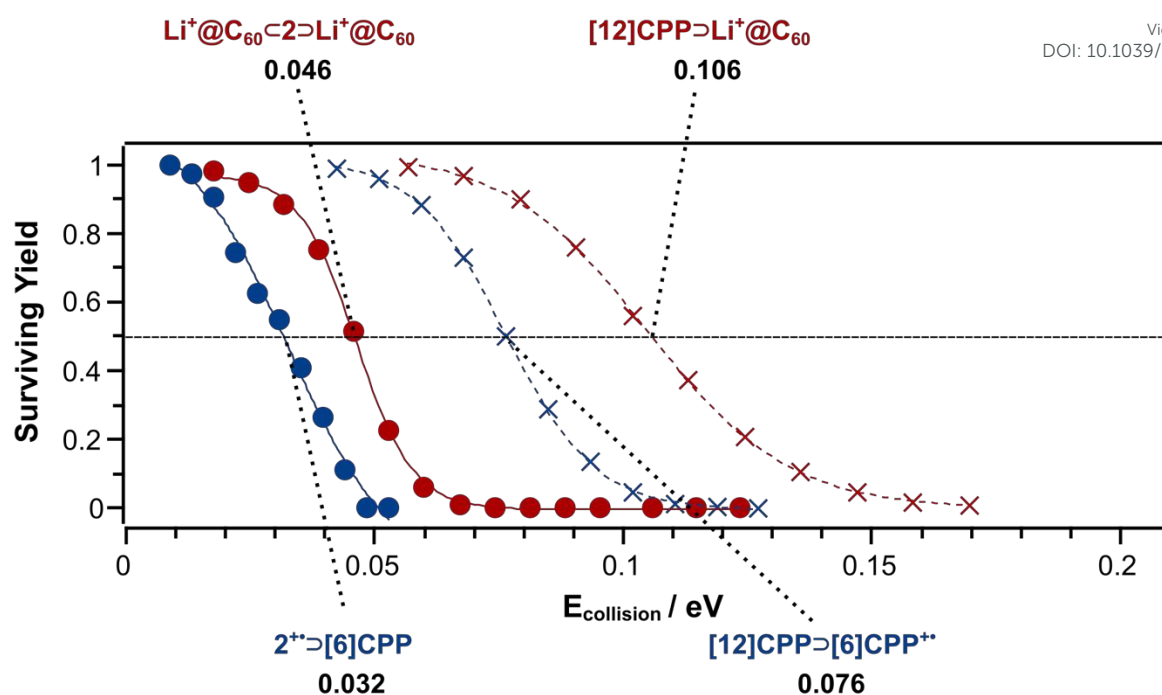 Li⁺@C₆₀⊂2⊃Li⁺@C₆₀
0.046
[12]CPP⊃Li⁺@C₆₀
0.106
DOI: 10.1039/
Surviving Yield
1
0.8
0.6
0.4
0.2
0
0 0.05 0.1 0.15 0.2
E_collision / eV
2⁺•⊃[6]CPP
0.032
[12]CPP⊃[6]CPP⁺•
0.076